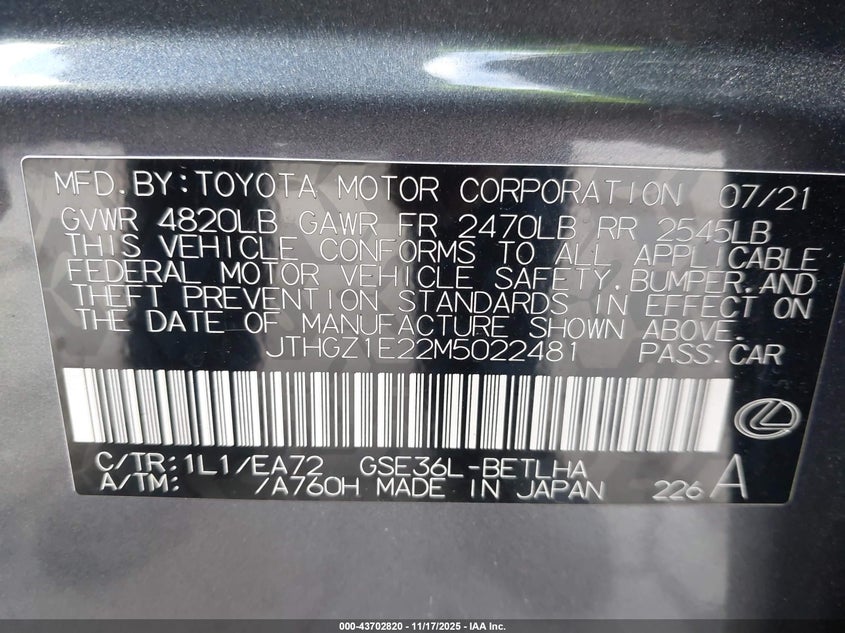 MFD.BY:TOYOTA MOTOR CORPORATION 07/21
GVWR 4820LB GAWR FR 2470LB RR 2545LB
THIS VEHICLE CONFORMS TO ALL APPLICABLE
FEDERAL MOTOR VEHICLE SAFETY.BUMPER.AND
THEFT PREVENTION STANDARDS IN EFFECT ON
THE DATE OF MANUFACTURE SHOWN ABOVE.
JTHGZ1E22M5022481 PASS.CAR
C/TR:1L1/EA72 GSE36L-BETLHA
A/TM: /A760H MADE IN JAPAN 226 A
000-43702820 - 11/17/2025 - IAA Inc.